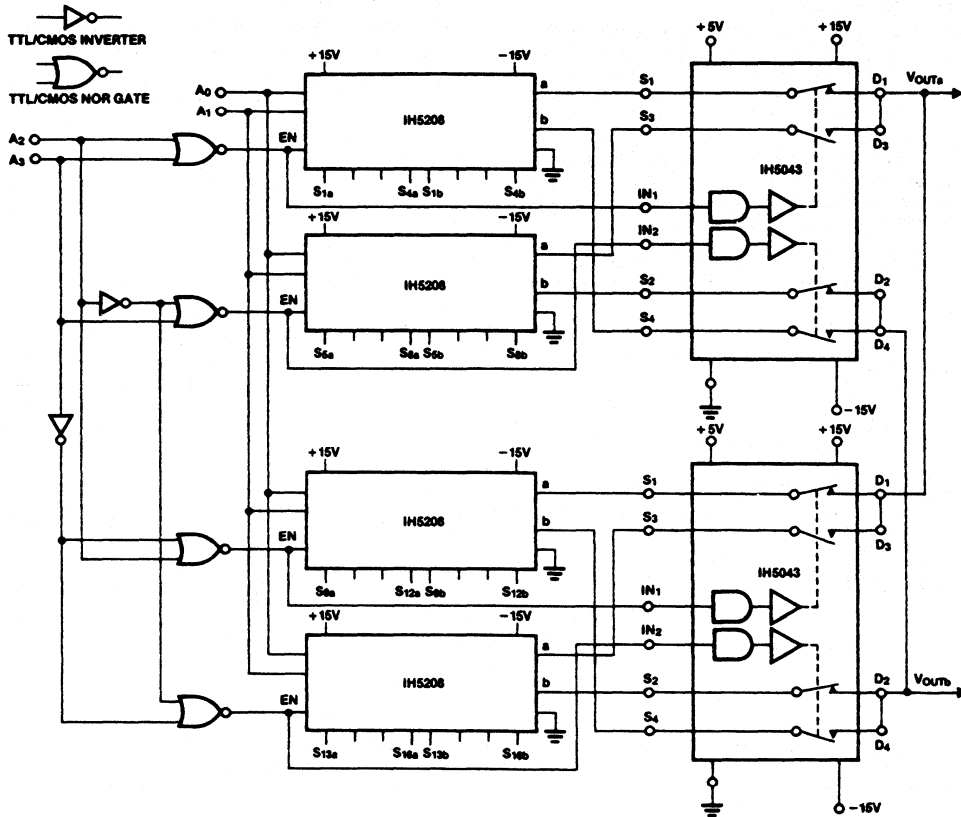 TTL/CMOS INVERTER
TTL/CMOS NOR GATE
A0
A1
A2
A3
+15V
-15V
IH5208
EN
a
b
S1a
S4a
S1b
S4b
+15V
-15V
IH5208
EN
a
b
S5a
S8a
S5b
S8b
+5V
+15V
S1
S3
IN1
IN2
S2
S4
IH5043
D1
D3
D2
D4
-15V
VOUTa
+15V
-15V
IH5208
EN
a
b
S9a
S12a
S9b
S12b
+15V
-15V
IH5208
EN
a
b
S13a
S16a
S13b
S16b
+5V
+15V
S1
S3
IN1
IN2
S2
S4
IH5043
D1
D3
D2
D4
-15V
VOUTb